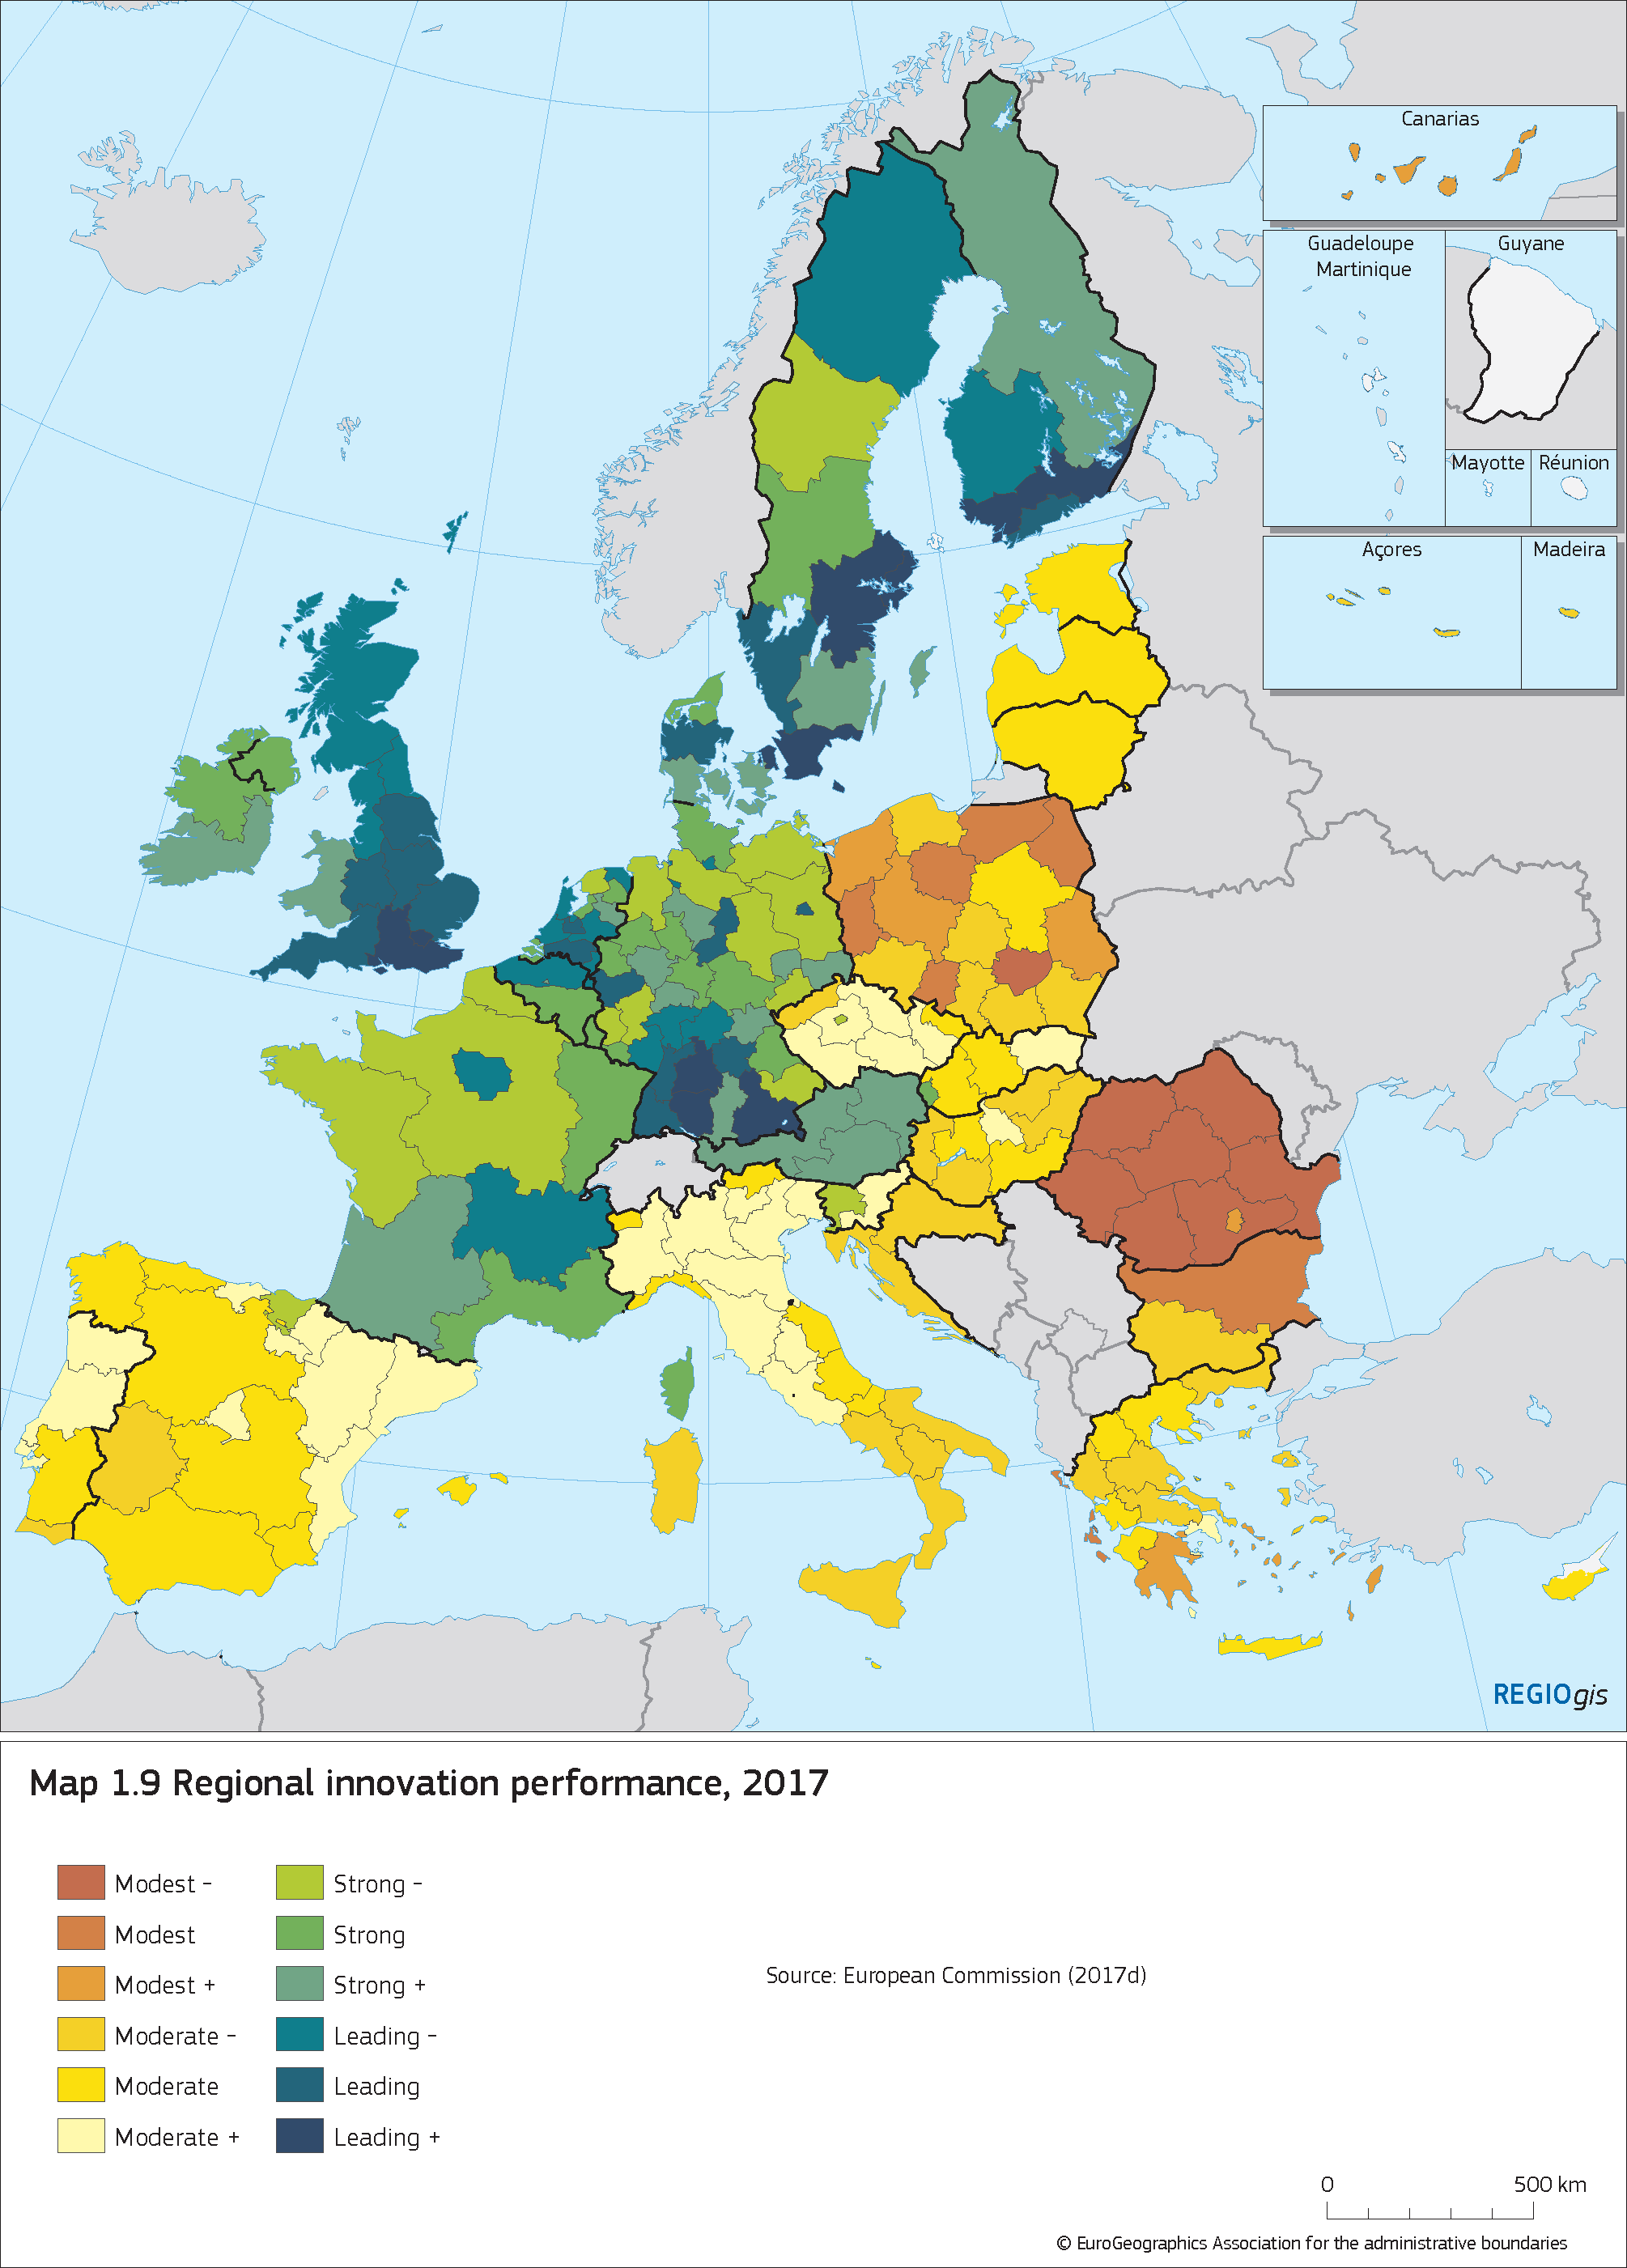 Canarias
Guadeloupe
Martinique
Guyane
Mayotte
Réunion
Açores
Madeira
REGIOgis
Map 1.9 Regional innovation performance, 2017
Modest -
Modest
Modest +
Moderate -
Moderate
Moderate +
Strong -
Strong
Strong +
Leading -
Leading
Leading +
Source: European Commission (2017d)
0 500 km
© EuroGeographics Association for the administrative boundaries